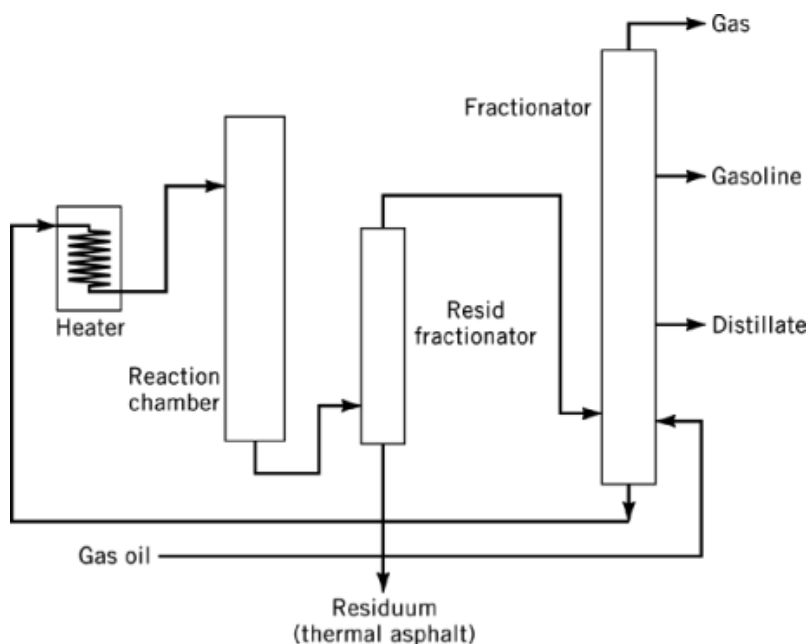 Gas
Fractionator
Gasoline
Heater
Resid
fractionator
Distillate
Reaction
chamber
Gas oil
Residuum
(thermal asphalt)